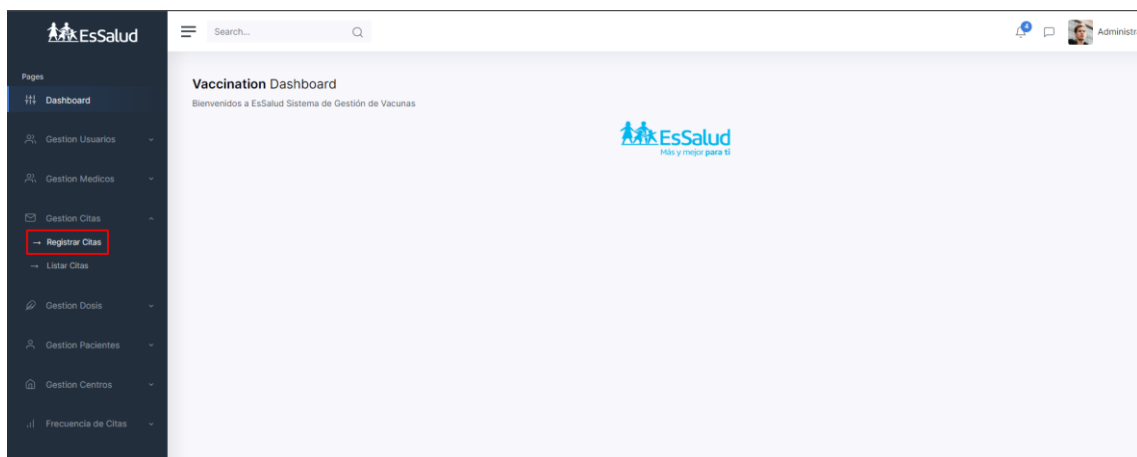 EsSalud
Search...
4
Administr
Pages
Dashboard
Gestion Usuarios
Gestion Medicos
Gestion Citas
→ Registrar Citas
→ Listar Citas
Gestion Dosis
Gestion Pacientes
Gestion Centros
Frecuencia de Citas
Vaccination Dashboard
Bienvenidos a EsSalud Sistema de Gestión de Vacunas
EsSalud
Más y mejor para ti